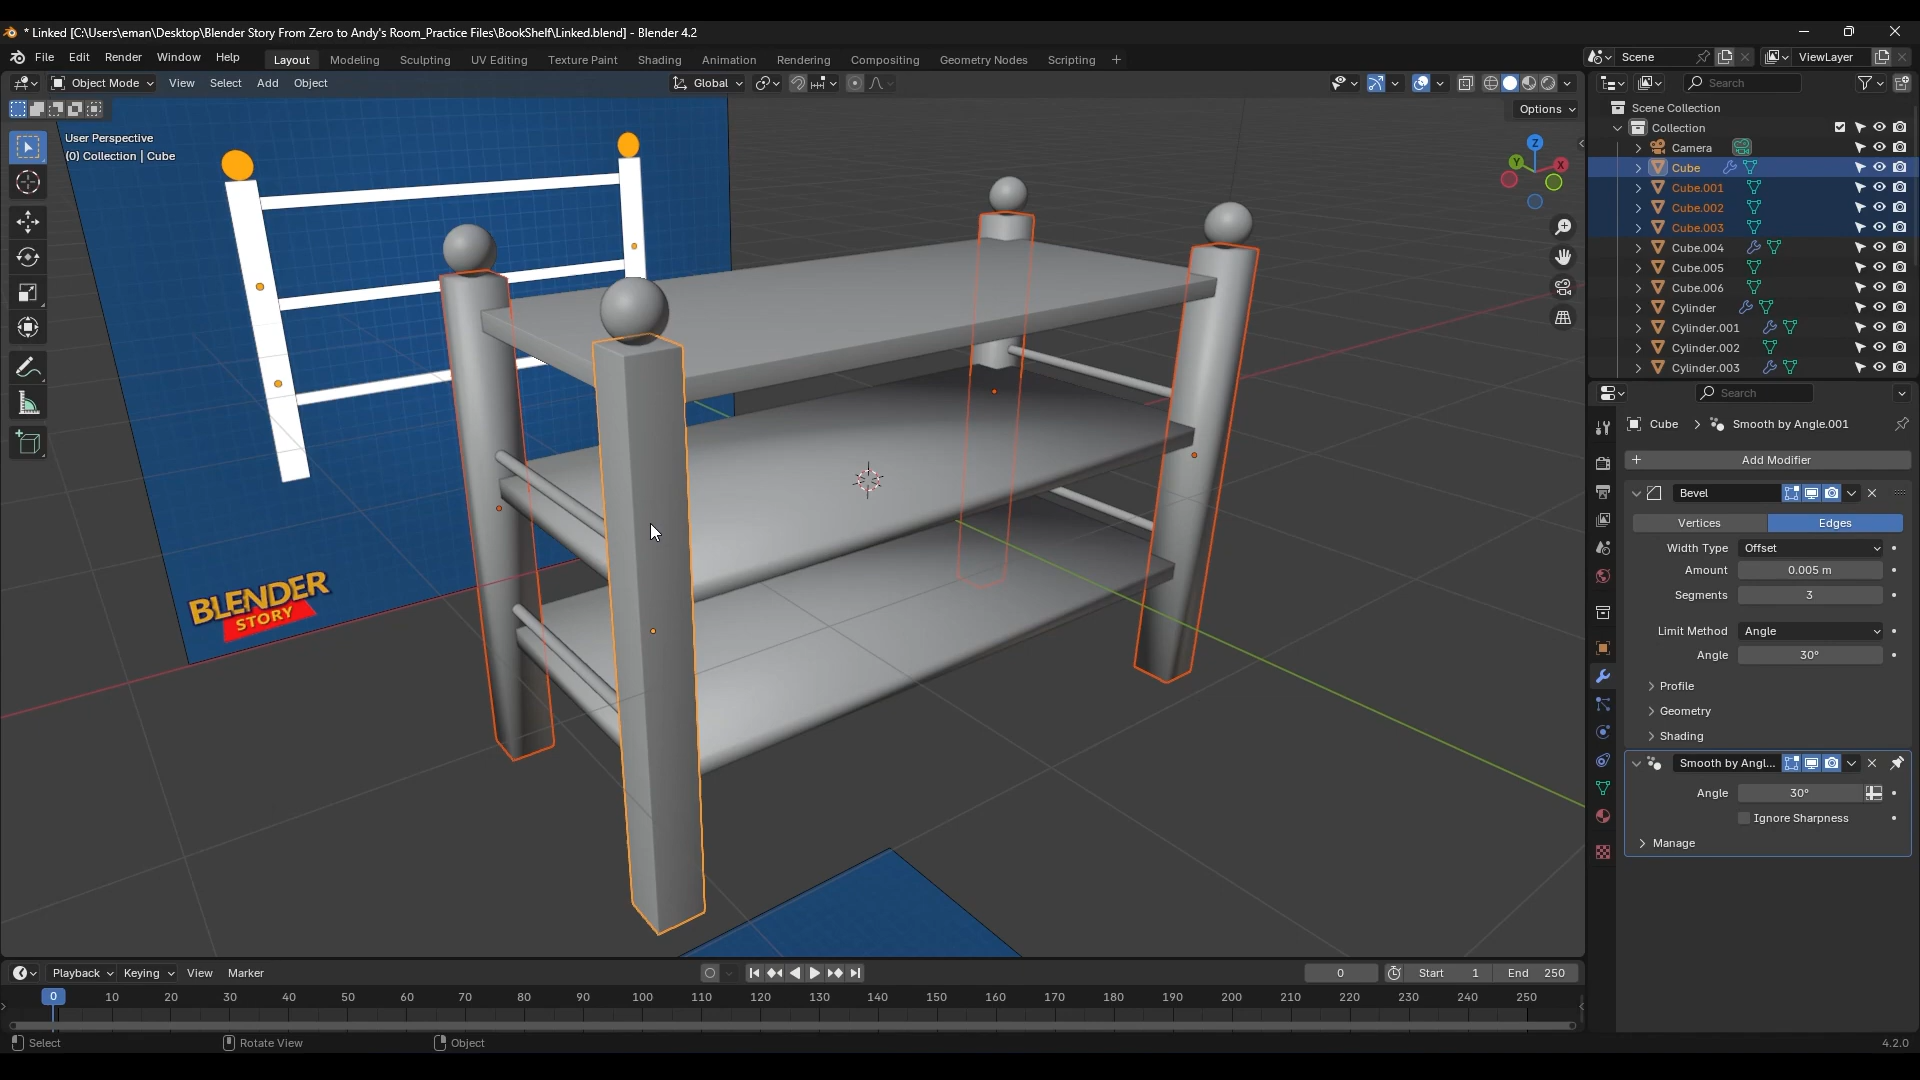 * Linked [C:\Users\eman\Desktop\Blender Story From Zero to Andy's Room_Practice Files\BookShelf\Linked.blend] - Blender 4.2
File Edit Render Window Help Layout Modeling Sculpting UV Editing Texture Paint Shading Animation Rendering Compositing Geometry Nodes Scripting + Scene ViewLayer
Object Mode View Select Add Object Global Search
Options
User Perspective
(0) Collection | Cube
Z
Y
X
Scene Collection
Collection
Camera
Cube
Cube.001
Cube.002
Cube.003
Cube.004
Cube.005
Cube.006
Cylinder
Cylinder.001
Cylinder.002
Cylinder.003
Search
Cube > Smooth by Angle.001
+ Add Modifier
Bevel
Vertices Edges
Width Type Offset
Amount 0.005 m
Segments 3
Limit Method Angle
Angle 30°
Profile
Geometry
Shading
Smooth by Angl...
Angle 30°
Ignore Sharpness
Manage
BLENDER
STORY
Playback Keying View Marker 0 Start 1 End 250
0 10 20 30 40 50 60 70 80 90 100 110 120 130 140 150 160 170 180 190 200 210 220 230 240 250
Select Rotate View Object 4.2.0